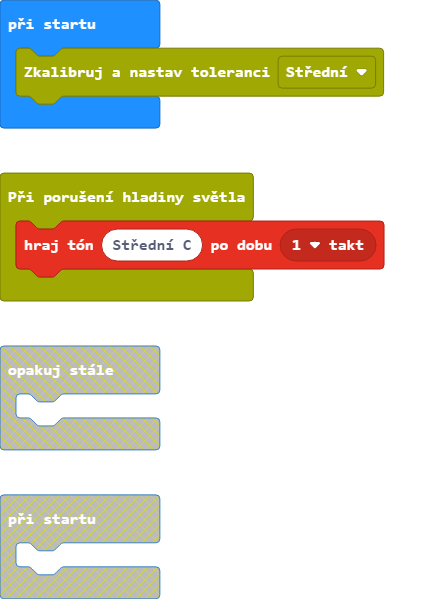 při startu
Zkalibruj a nastav toleranci Střední
Při porušení hladiny světla
hraj tón Střední C po dobu 1 takt
opakuj stále
při startu